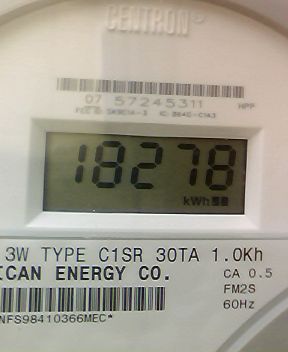 CENTRON®
07 57245311
HPP
18278
kWh
3W TYPE C1SR 30TA 1.0Kh
ICAN ENERGY CO.
CA 0.5
FM2S
60Hz
NFS98410366MEC*